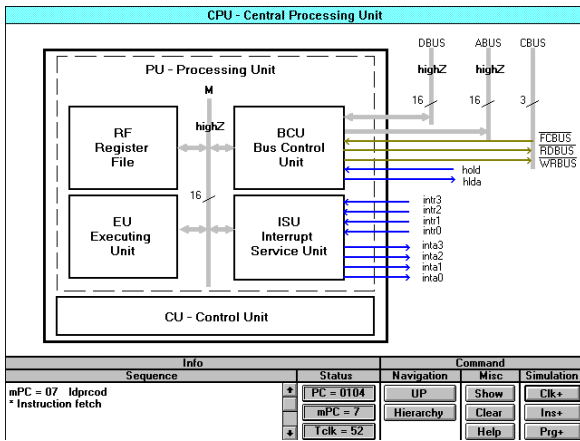 CPU - Central Processing Unit
DBUS ABUS CBUS
highZ highZ
PU - Processing Unit
M
highZ
16 16 3
RF
Register
File
BCU
Bus Control
Unit
FCBUS
RDBUS
WRBUS
hold
hlda
16
EU
Executing
Unit
ISU
Interrupt
Service Unit
intr3
intr2
intr1
intr0
inta3
inta2
inta1
inta0
CU - Control Unit
Info Command
Sequence Status Navigation Misc Simulation
mPC = 07 ldprcod
* Instruction fetch
PC = 0104
mPC = 7
Tclk = 52
UP Show Clk+
Hierarchy Clear Ins+
Help Prg+